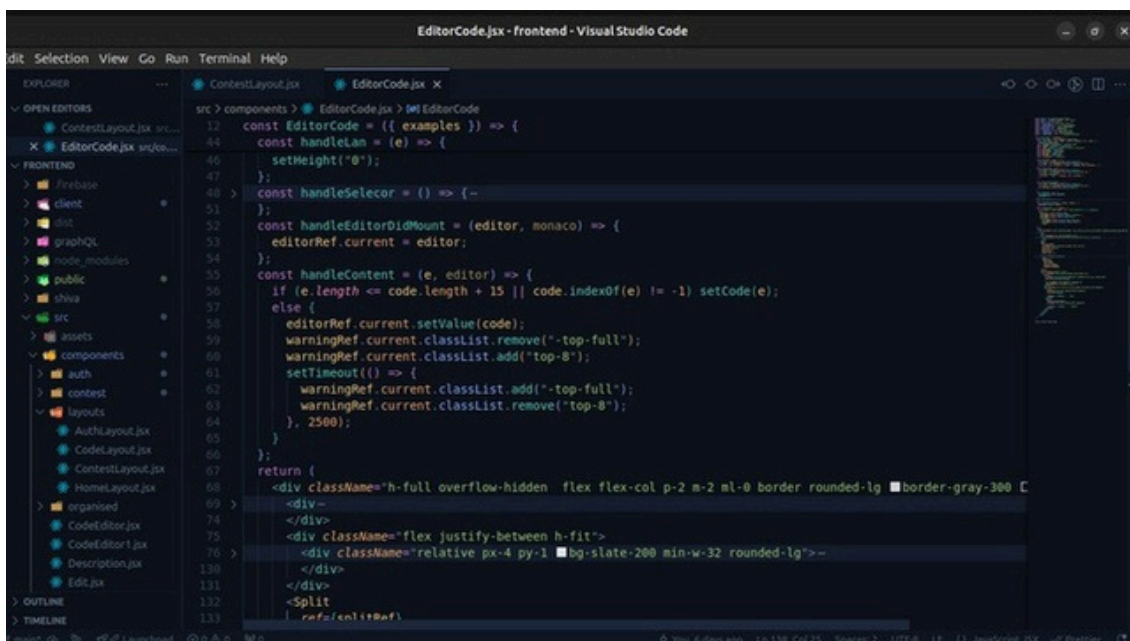 EditorCode.jsx - frontend - Visual Studio Code
dit Selection View Go Run Terminal Help
EXPLORER
OPEN EDITORS
ContestLayout.jsx src...
EditorCode.jsx src/co...
FRONTEND
.firebase
client
dist
graphQL
node_modules
public
shiva
src
assets
components
auth
contest
layouts
AuthLayout.jsx
CodeLayout.jsx
ContestLayout.jsx
HomeLayout.jsx
organised
CodeEditor.jsx
CodeEditor1.jsx
Description.jsx
Edit.jsx
OUTLINE
TIMELINE
ContestLayout.jsx EditorCode.jsx
src > components > EditorCode.jsx > EditorCode
12 const EditorCode = ({ examples }) => {
44 const handleLan = (e) => {
46 setHeight("0");
47 };
48 const handleSelecor = () => {
51 };
52 const handleEditorDidMount = (editor, monaco) => {
53 editorRef.current = editor;
54 };
55 const handleContent = (e, editor) => {
56 if (e.length <= code.length + 15 || code.indexOf(e) != -1) setCode(e);
57 else {
58 editorRef.current.setValue(code);
59 warningRef.current.classList.remove("-top-full");
60 warningRef.current.classList.add("top-8");
61 setTimeout(() => {
62 warningRef.current.classList.add("-top-full");
63 warningRef.current.classList.remove("top-8");
64 }, 2500);
65 }
66 };
67 return (
68 <div className="h-full overflow-hidden flex flex-col p-2 m-2 ml-0 border rounded-lg border-gray-300
69 <div
74 </div>
75 <div className="flex justify-between h-fit">
76 <div className="relative px-4 py-1 bg-slate-200 min-w-32 rounded-lg">
130 </div>
131 </div>
132 <Split
133 ref={splitRef}